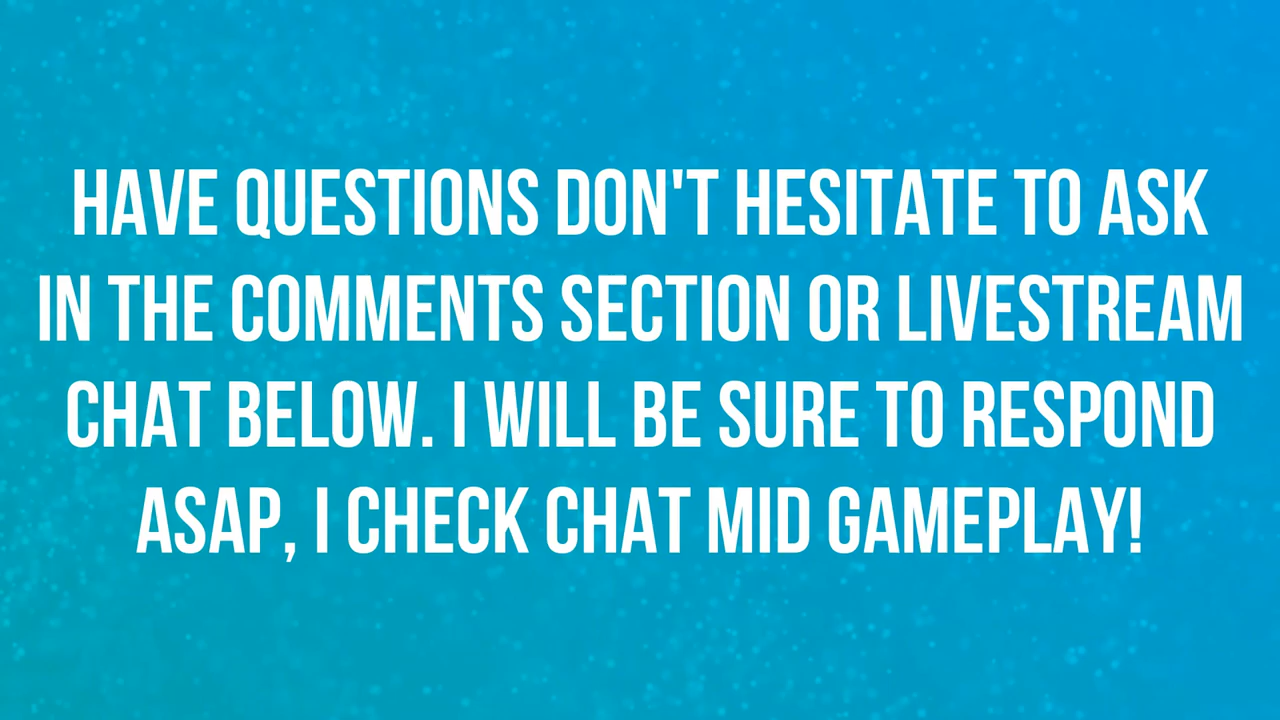 HAVE QUESTIONS DON'T HESITATE TO ASK
IN THE COMMENTS SECTION OR LIVESTREAM
CHAT BELOW. I WILL BE SURE TO RESPOND
ASAP, I CHECK CHAT MID GAMEPLAY!